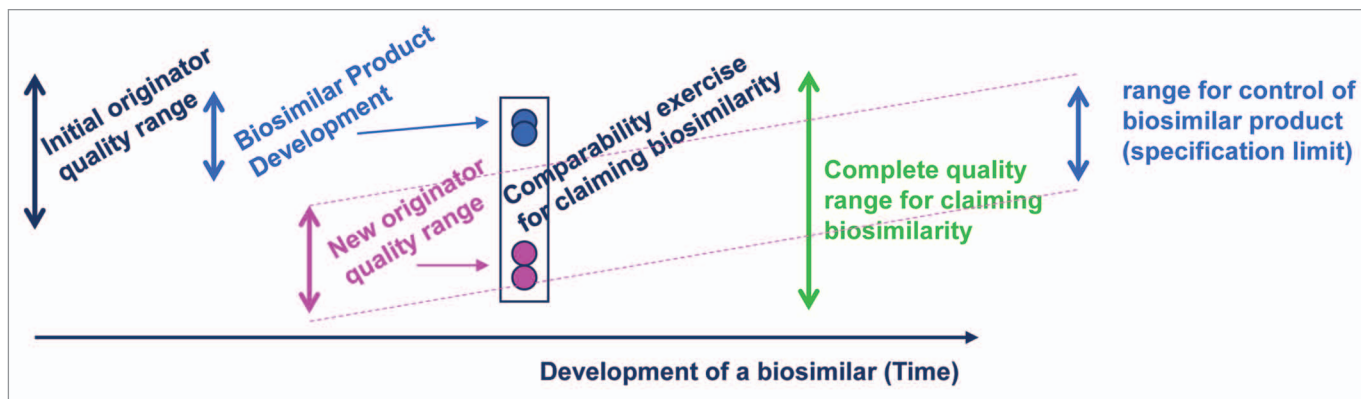 Initial originator
quality range
Biosimilar Product
Development
New originator
quality range
Comparability exercise
for claiming biosimilarity
Complete quality
range for claiming
biosimilarity
range for control of
biosimilar product
(specification limit)
Development of a biosimilar (Time)